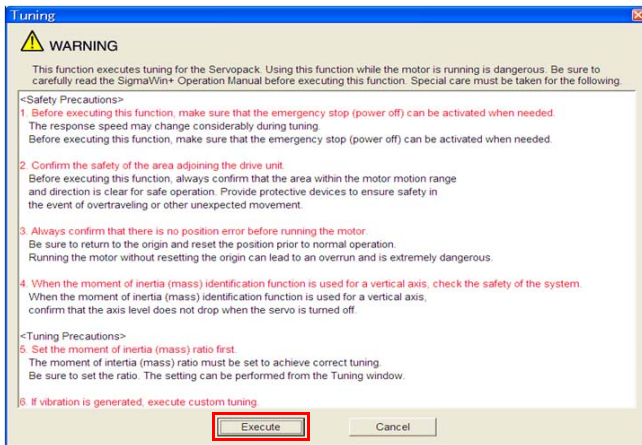 Tuning
WARNING
This function executes tuning for the Servopack. Using this function while the motor is running is dangerous. Be sure to
carefully read the SigmaWin+ Operation Manual before executing this function. Special care must be taken for the following.
<Safety Precautions>
1. Before executing this function, make sure that the emergency stop (power off) can be activated when needed.
The response speed may change considerably during tuning.
Before executing this function, make sure that the emergency stop (power off) can be activated when needed.
2. Confirm the safety of the area adjoining the drive unit.
Before executing this function, always confirm that the area within the motor motion range
and direction is clear for safe operation. Provide protective devices to ensure safety in
the event of overtraveling or other unexpected movement.
3. Always confirm that there is no position error before running the motor.
Be sure to return to the origin and reset the position prior to normal operation.
Running the motor without resetting the origin can lead to an overrun and is extremely dangerous.
4. When the moment of inertia (mass) identification function is used for a vertical axis, check the safety of the system.
When the moment of inertia (mass) identification function is used for a vertical axis,
confirm that the axis level does not drop when the servo is turned off.
<Tuning Precautions>
5. Set the moment of inertia (mass) ratio first.
The moment of intertia (mass) ratio must be set to achieve correct tuning.
Be sure to set the ratio. The setting can be performed from the Tuning window.
6. If vibration is generated, execute custom tuning.
Execute Cancel